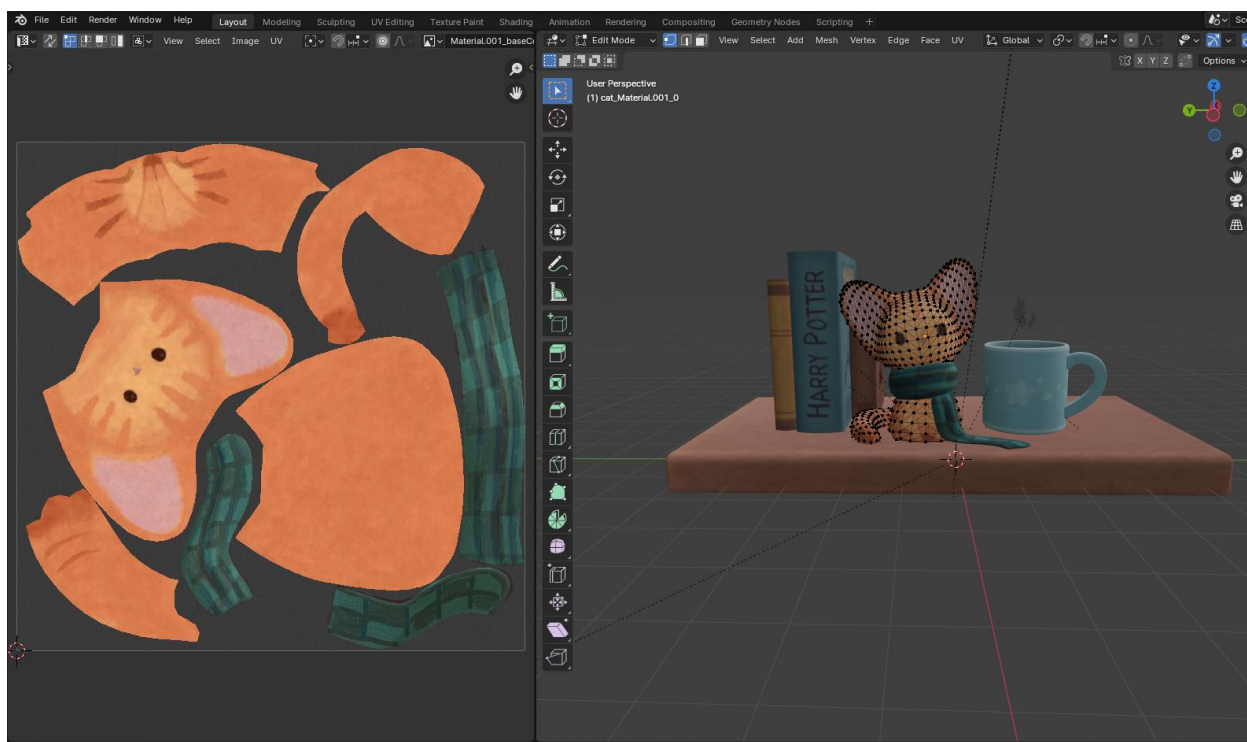 File Edit Render Window Help Layout Modeling Sculpting UV Editing Texture Paint Shading Animation Rendering Compositing Geometry Nodes Scripting +
View Select Image UV Material.001_baseCo Edit Mode View Select Add Mesh Vertex Edge Face UV Global
X Y Z Options
User Perspective
(1) cat_Material.001_0
Z
Y
HARRY POTTER